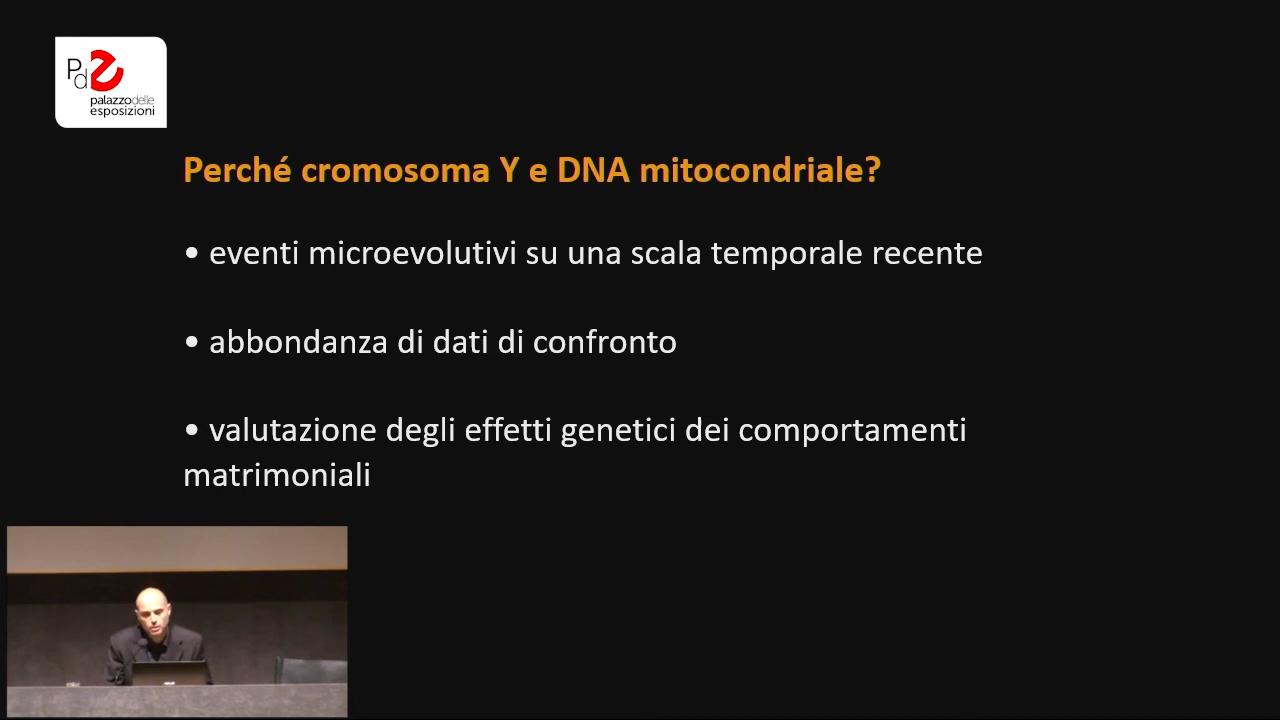 Pd
palazzodelle
esposizioni
Perché cromosoma Y e DNA mitocondriale?
• eventi microevolutivi su una scala temporale recente
• abbondanza di dati di confronto
• valutazione degli effetti genetici dei comportamenti
matrimoniali